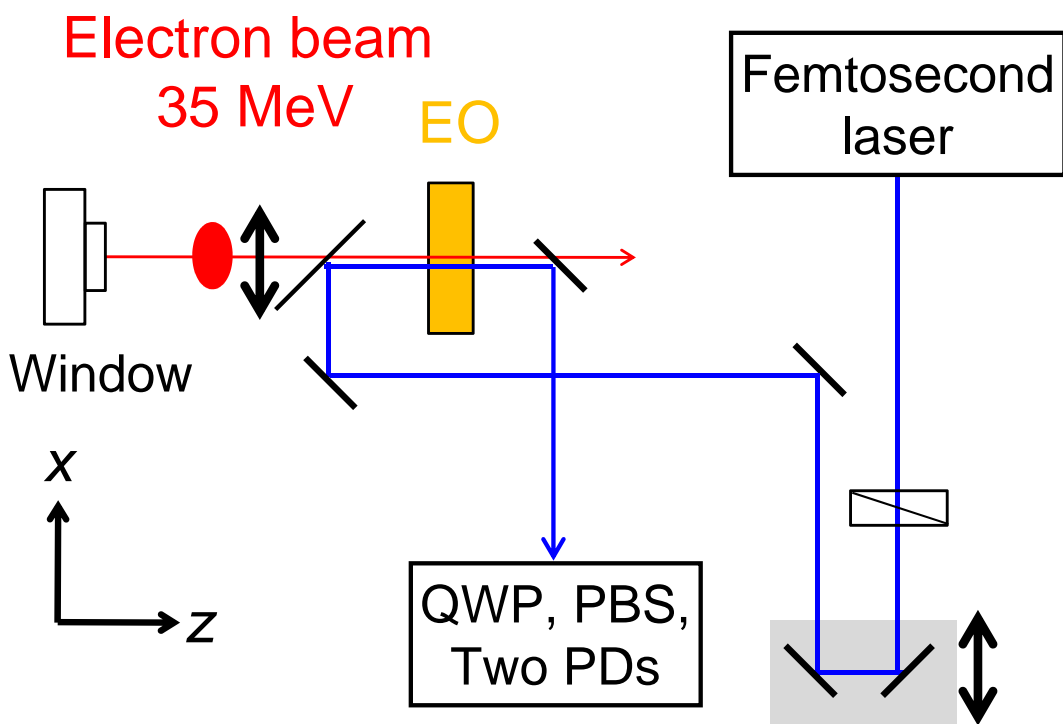 Electron beam
35 MeV
EO
Femtosecond
laser
Window
x
z
QWP, PBS,
Two PDs